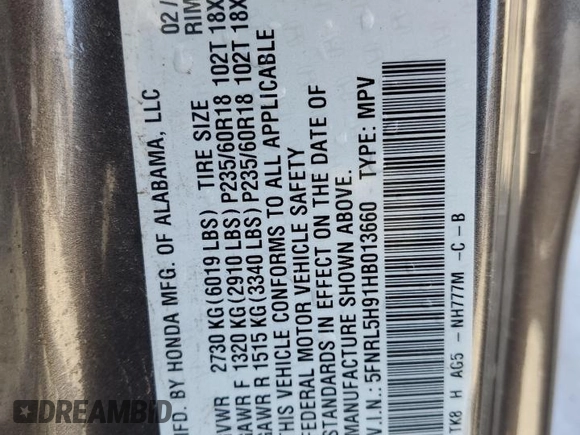 MFD. BY HONDA MFG. OF ALABAMA, LLC 02/
GVWR 2730 KG(6019 LBS) TIRE SIZE RIM
GAWR F 1320 KG(2910 LBS) P235/60R18 102T 18X
GAWR R 1515 KG(3340 LBS) P235/60R18 102T 18X
THIS VEHICLE CONFORMS TO ALL APPLICABLE
FEDERAL MOTOR VEHICLE SAFETY
STANDARDS IN EFFECT ON THE DATE OF
MANUFACTURE SHOWN ABOVE.
V.I.N.: 5FNRL5H91HB013660 TYPE: MPV
TK8 H AG5 - NH777M -C -B
EPIC
AUTO GROUP